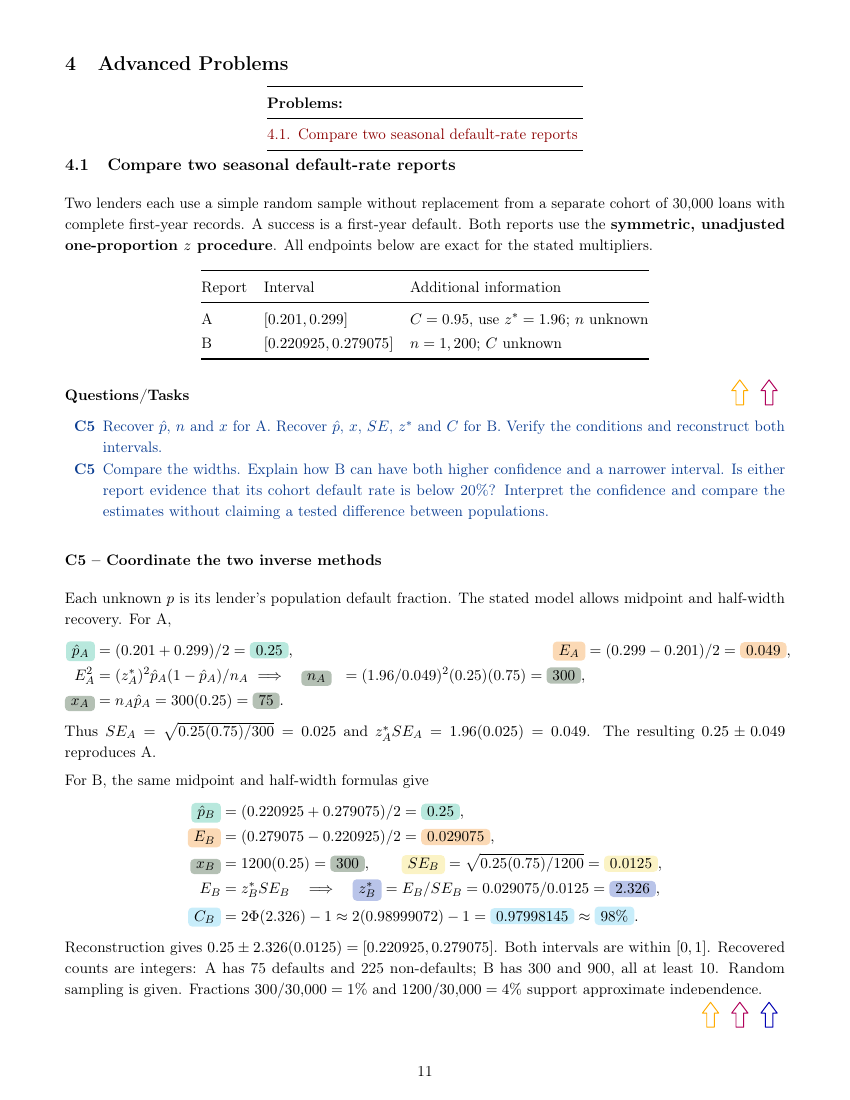 4 Advanced Problems
Problems:
4.1. Compare two seasonal default-rate reports
4.1 Compare two seasonal default-rate reports
Two lenders each use a simple random sample without replacement from a separate cohort of 30,000 loans with
complete first-year records. A success is a first-year default. Both reports use the symmetric, unadjusted
one-proportion z procedure. All endpoints below are exact for the stated multipliers.
Report Interval Additional information
A [0.201, 0.299] C = 0.95, use z* = 1.96; n unknown
B [0.220925, 0.279075] n = 1, 200; C unknown
Questions/Tasks
C5 Recover p̂, n and x for A. Recover p̂, x, SE, z* and C for B. Verify the conditions and reconstruct both
intervals.
C5 Compare the widths. Explain how B can have both higher confidence and a narrower interval. Is either
report evidence that its cohort default rate is below 20%? Interpret the confidence and compare the
estimates without claiming a tested difference between populations.
C5 – Coordinate the two inverse methods
Each unknown p is its lender's population default fraction. The stated model allows midpoint and half-width
recovery. For A,
p̂_A = (0.201 + 0.299)/2 = 0.25, E_A = (0.299 − 0.201)/2 = 0.049,
E_A^2 = (z_A^*)^2 p̂_A(1 − p̂_A)/n_A ⟹ n_A = (1.96/0.049)^2(0.25)(0.75) = 300,
x_A = n_A p̂_A = 300(0.25) = 75.
Thus SE_A = √0.25(0.75)/300 = 0.025 and z_A^* SE_A = 1.96(0.025) = 0.049. The resulting 0.25 ± 0.049
reproduces A.
For B, the same midpoint and half-width formulas give
p̂_B = (0.220925 + 0.279075)/2 = 0.25,
E_B = (0.279075 − 0.220925)/2 = 0.029075,
x_B = 1200(0.25) = 300, SE_B = √0.25(0.75)/1200 = 0.0125,
E_B = z_B^* SE_B ⟹ z_B^* = E_B/SE_B = 0.029075/0.0125 = 2.326,
C_B = 2Φ(2.326) − 1 ≈ 2(0.98999072) − 1 = 0.97998145 ≈ 98%.
Reconstruction gives 0.25 ± 2.326(0.0125) = [0.220925, 0.279075]. Both intervals are within [0, 1]. Recovered
counts are integers: A has 75 defaults and 225 non-defaults; B has 300 and 900, all at least 10. Random
sampling is given. Fractions 300/30,000 = 1% and 1200/30,000 = 4% support approximate independence.
11